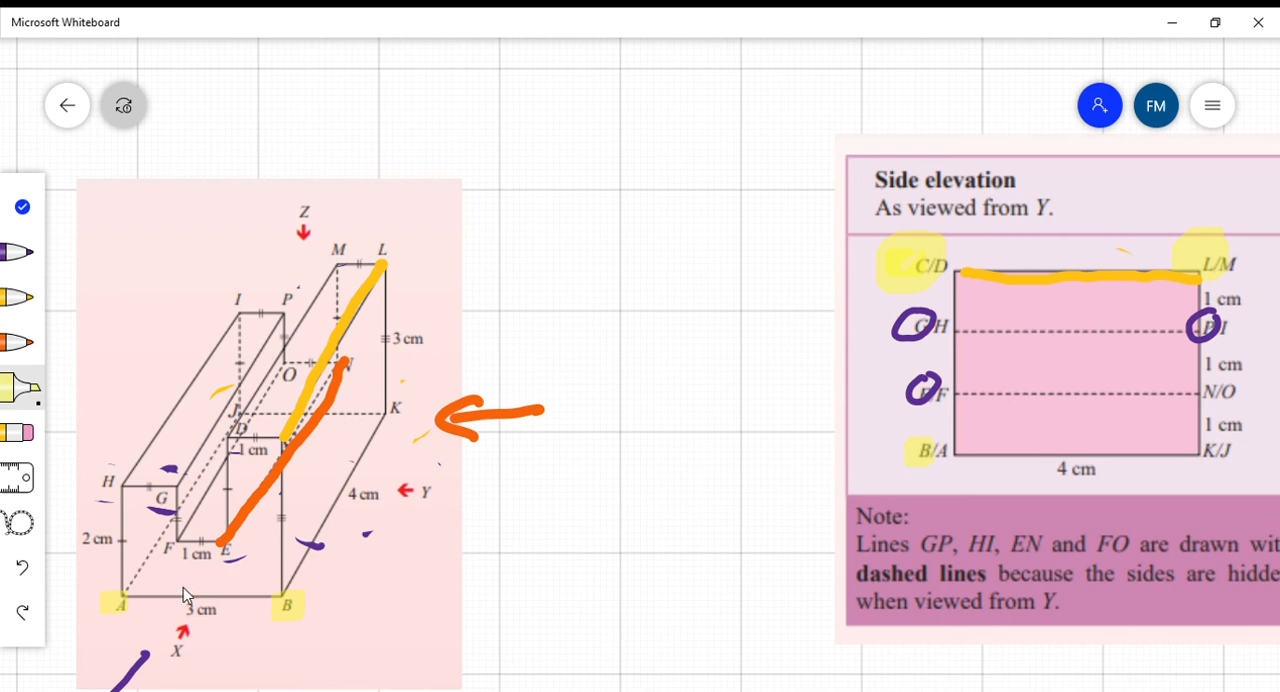 Microsoft Whiteboard
FM
Z
M L
I P
3 cm
O N
J K
D
1 cm
H
G
4 cm Y
2 cm
F 1 cm E
A B
3 cm
X
Side elevation
As viewed from Y.
C/D L/M
1 cm
G/H P/I
1 cm
/F N/O
1 cm
B/A K/J
4 cm
Note:
Lines GP, HI, EN and FO are drawn wit
dashed lines because the sides are hidde
when viewed from Y.